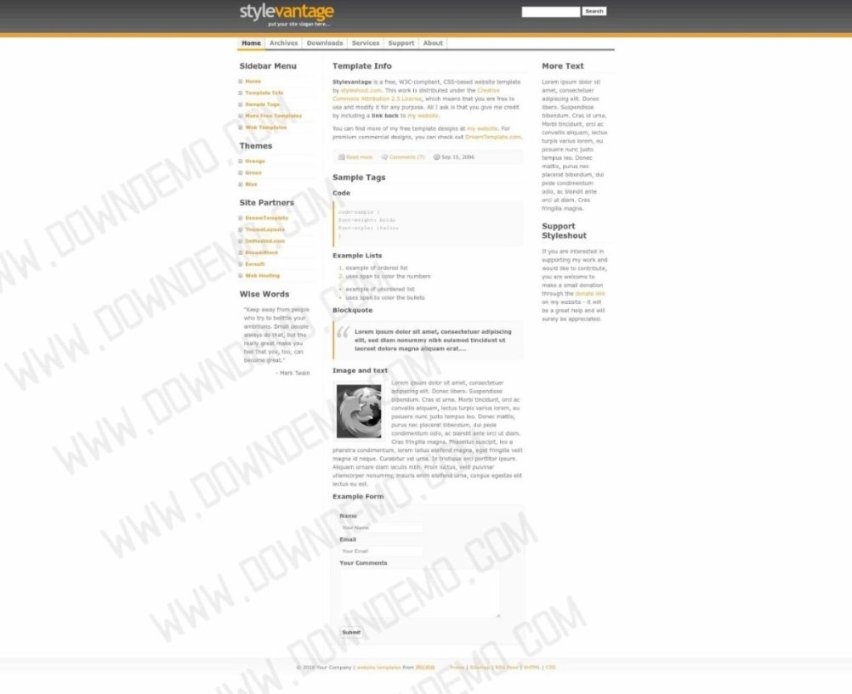 stylevantage
put your site slogan here...
Search
Home Archives Downloads Services Support About
Sidebar Menu
Home
Template Info
Sample Tags
More Free Templates
Web Templates
Themes
Orange
Green
Blue
Site Partners
DreamTemplate
ThemeLayouts
Dreamstock
Web Hosting
Wise Words
"Keep away from people
who try to belittle your
ambitions. Small people
always do that, but the
really great make you
feel that you, too, can
become great."
- Mark Twain
Template Info
Stylevantage is a free, W3C-compliant, CSS-based website template
by styleshout.com. This work is distributed under the Creative
Commons Attribution 2.5 License, which means that you are free to
use and modify it for any purpose. All I ask is that you give me credit
by including a link back to my website.
You can find more of my free template designs at my website. For
premium commercial designs, you can check out DreamTemplate.com.
Read more Comments (7) Sep 15, 2006
Sample Tags
Code
code-sample {
font-weight: bold;
font-style: italic;
}
Example Lists
1. example of ordered list
2. uses span to color the numbers
• example of unordered list
• uses span to color the bullets
Blockquote
Lorem ipsum dolor sit amet, consectetuer adipiscing
elit, sed diam nonummy nibh euismod tincidunt ut
laoreet dolore magna aliquam erat....
Image and text
Lorem ipsum dolor sit amet, consectetuer
adipiscing elit. Donec libero. Suspendisse
bibendum. Cras id urna. Morbi tincidunt, orci ac
convallis aliquam, lectus turpis varius lorem, eu
posuere nunc justo tempus leo. Donec mattis,
purus nec placerat bibendum, dui pede
condimentum odio, ac blandit ante orci ut diam.
Cras fringilla magna. Phasellus suscipit, leo a
pharetra condimentum, lorem tellus eleifend magna, eget fringilla velit
magna id neque. Curabitur vel urna. In tristique orci porttitor ipsum.
Aliquam ornare diam iaculis nibh. Proin luctus, velit pulvinar
ullamcorper nonummy, mauris enim eleifend urna, congue egestas elit
lectus eu est.
Example Form
Name
Your Name
Email
Your Email
Your Comments
Submit
More Text
Lorem ipsum dolor sit
amet, consectetuer
adipiscing elit. Donec
libero. Suspendisse
bibendum. Cras id urna.
Morbi tincidunt, orci ac
convallis aliquam, lectus
turpis varius lorem, eu
posuere nunc justo
tempus leo. Donec
mattis, purus nec
placerat bibendum, dui
pede condimentum
odio, ac blandit ante
orci ut diam. Cras
fringilla magna.
Support
Styleshout
If you are interested in
supporting my work and
would like to contribute,
you are welcome to
make a small donation
through the donate link
on my website - it will
be a great help and will
surely be appreciated.
© 2010 Your Company | website templates from Home | Sitemap | RSS Feed | XHTML | CSS
WWW.DOWNDEMO.COM
WWW.DOWNDEMO.COM
WWW.DOWNDEMO.COM
WWW.DOWNDEMO.COM
WWW.DOWNDEMO.COM
WWW.DOWNDEMO.COM